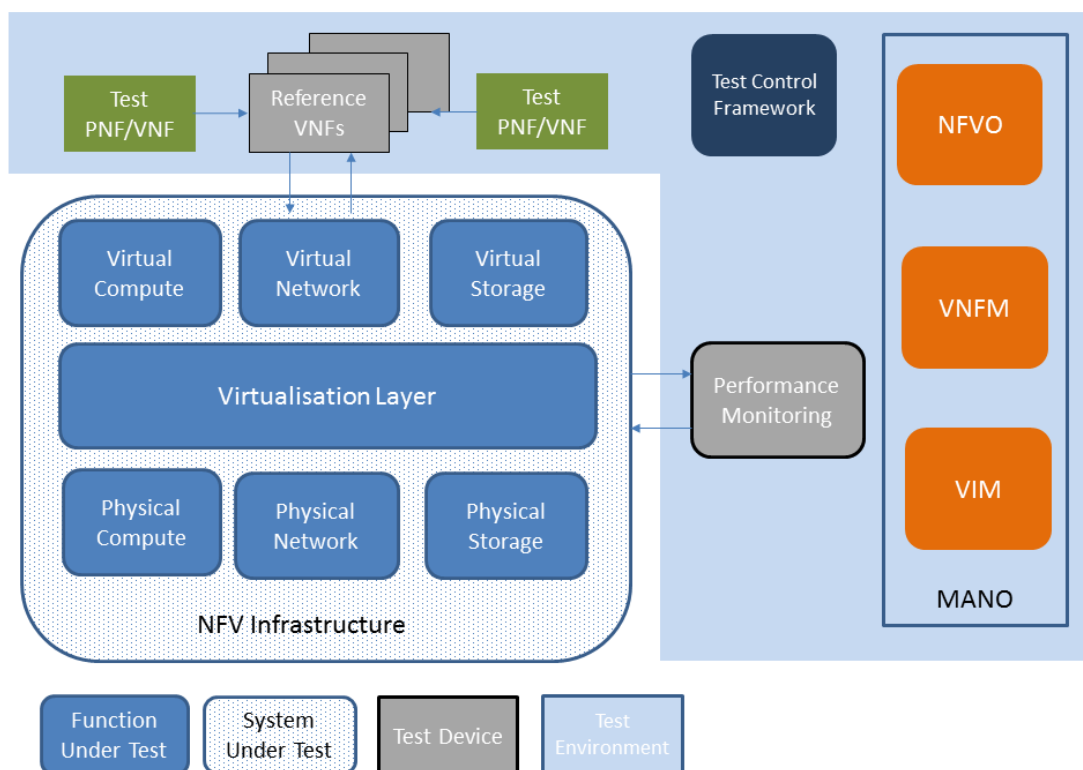 Test
PNF/VNF
Reference
VNFs
Test
PNF/VNF
Test Control
Framework
NFVO
Virtual
Compute
Virtual
Network
Virtual
Storage
VNFM
Virtualisation Layer
Performance
Monitoring
Physical
Compute
Physical
Network
Physical
Storage
VIM
NFV Infrastructure
MANO
Function
Under Test
System
Under Test
Test Device
Test
Environment